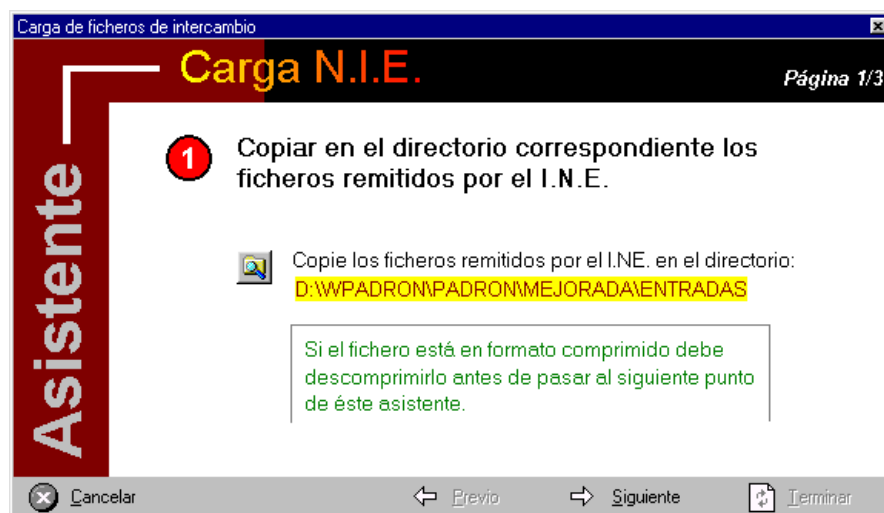 Carga de ficheros de intercambio
Carga N.I.E.
Página 1/3
Asistente
1
Copiar en el directorio correspondiente los
ficheros remitidos por el I.N.E.
Copie los ficheros remitidos por el I.NE. en el directorio:
D:\WPADRON\PADRON\MEJORADA\ENTRADAS
Si el fichero está en formato comprimido debe
descomprimirlo antes de pasar al siguiente punto
de éste asistente.
Cancelar
Previo
Siguiente
Terminar